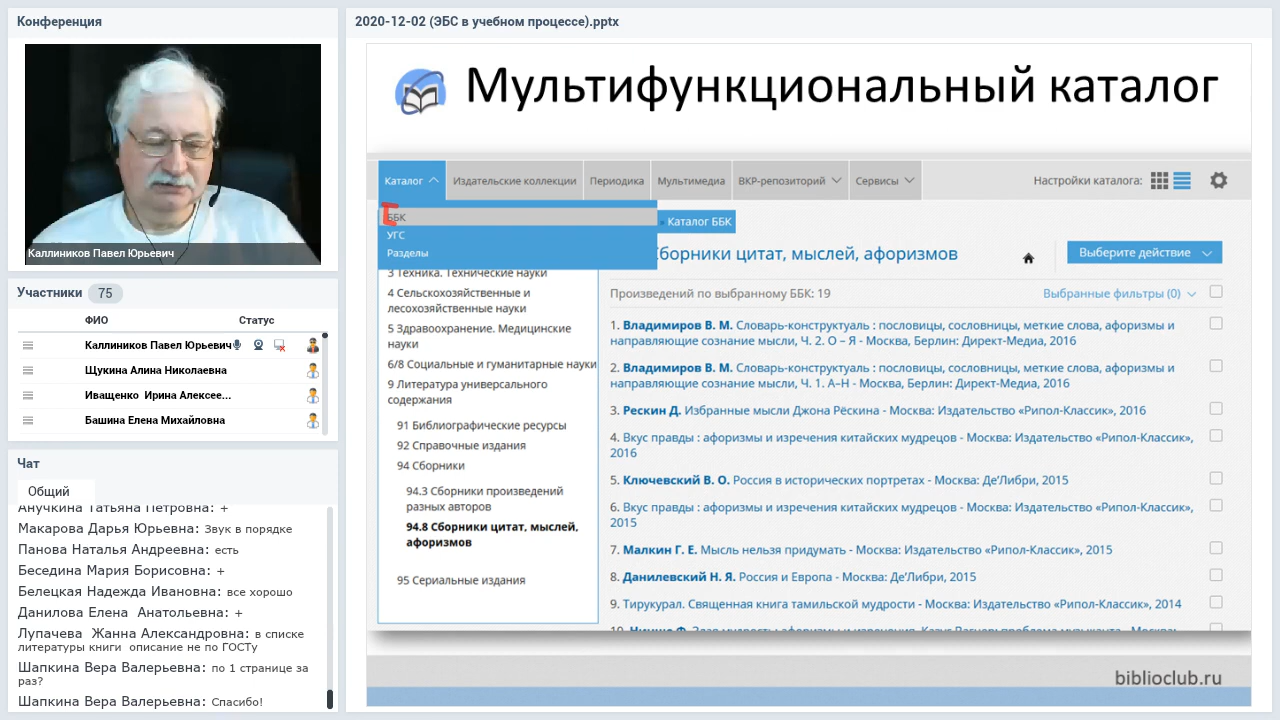 Конференция
Каллиников Павел Юрьевич
Участники 75
ФИО Статус
Каллиников Павел Юрьевич
Щукина Алина Николаевна
Иващенко Ирина Алексее...
Башина Елена Михайловна
Чат
Общий
Анучкина Татьяна Петровна: +
Макарова Дарья Юрьевна: Звук в порядке
Панова Наталья Андреевна: есть
Беседина Мария Борисовна: +
Белецкая Надежда Ивановна: все хорошо
Данилова Елена Анатольевна: +
Лупачева Жанна Александровна: в списке
литературы книги описание не по ГОСТу
Шапкина Вера Валерьевна: по 1 странице за
раз?
Шапкина Вера Валерьевна: Спасибо!
2020-12-02 (ЭБС в учебном процессе).pptx
Мультифункциональный каталог
Каталог Издательские коллекции Периодика Мультимедиа ВКР-репозиторий Сервисы Настройки каталога:
ББК
УГС
Разделы
» Каталог ББК
Сборники цитат, мыслей, афоризмов
Выберите действие
3 Техника. Технические науки
4 Сельскохозяйственные и
лесохозяйственные науки
5 Здравоохранение. Медицинские
науки
6/8 Социальные и гуманитарные науки
9 Литература универсального
содержания
91 Библиографические ресурсы
92 Справочные издания
94 Сборники
94.3 Сборники произведений
разных авторов
94.8 Сборники цитат, мыслей,
афоризмов
95 Сериальные издания
Произведений по выбранному ББК: 19
Выбранные фильтры (0)
1. Владимиров В. М. Словарь-конструктуаль : пословицы, сословницы, меткие слова, афоризмы и
направляющие сознание мысли, Ч. 2. О – Я - Москва, Берлин: Директ-Медиа, 2016
2. Владимиров В. М. Словарь-конструктуаль : пословицы, сословницы, меткие слова, афоризмы и
направляющие сознание мысли, Ч. 1. А–Н - Москва, Берлин: Директ-Медиа, 2016
3. Рескин Д. Избранные мысли Джона Рёскина - Москва: Издательство «Рипол-Классик», 2016
4. Вкус правды : афоризмы и изречения китайских мудрецов - Москва: Издательство «Рипол-Классик»,
2016
5. Ключевский В. О. Россия в исторических портретах - Москва: Де'Либри, 2015
6. Вкус правды : афоризмы и изречения китайских мудрецов - Москва: Издательство «Рипол-Классик»,
2015
7. Малкин Г. Е. Мысль нельзя придумать - Москва: Издательство «Рипол-Классик», 2015
8. Данилевский Н. Я. Россия и Европа - Москва: Де'Либри, 2015
9. Тирукурал. Священная книга тамильской мудрости - Москва: Издательство «Рипол-Классик», 2014
biblioclub.ru